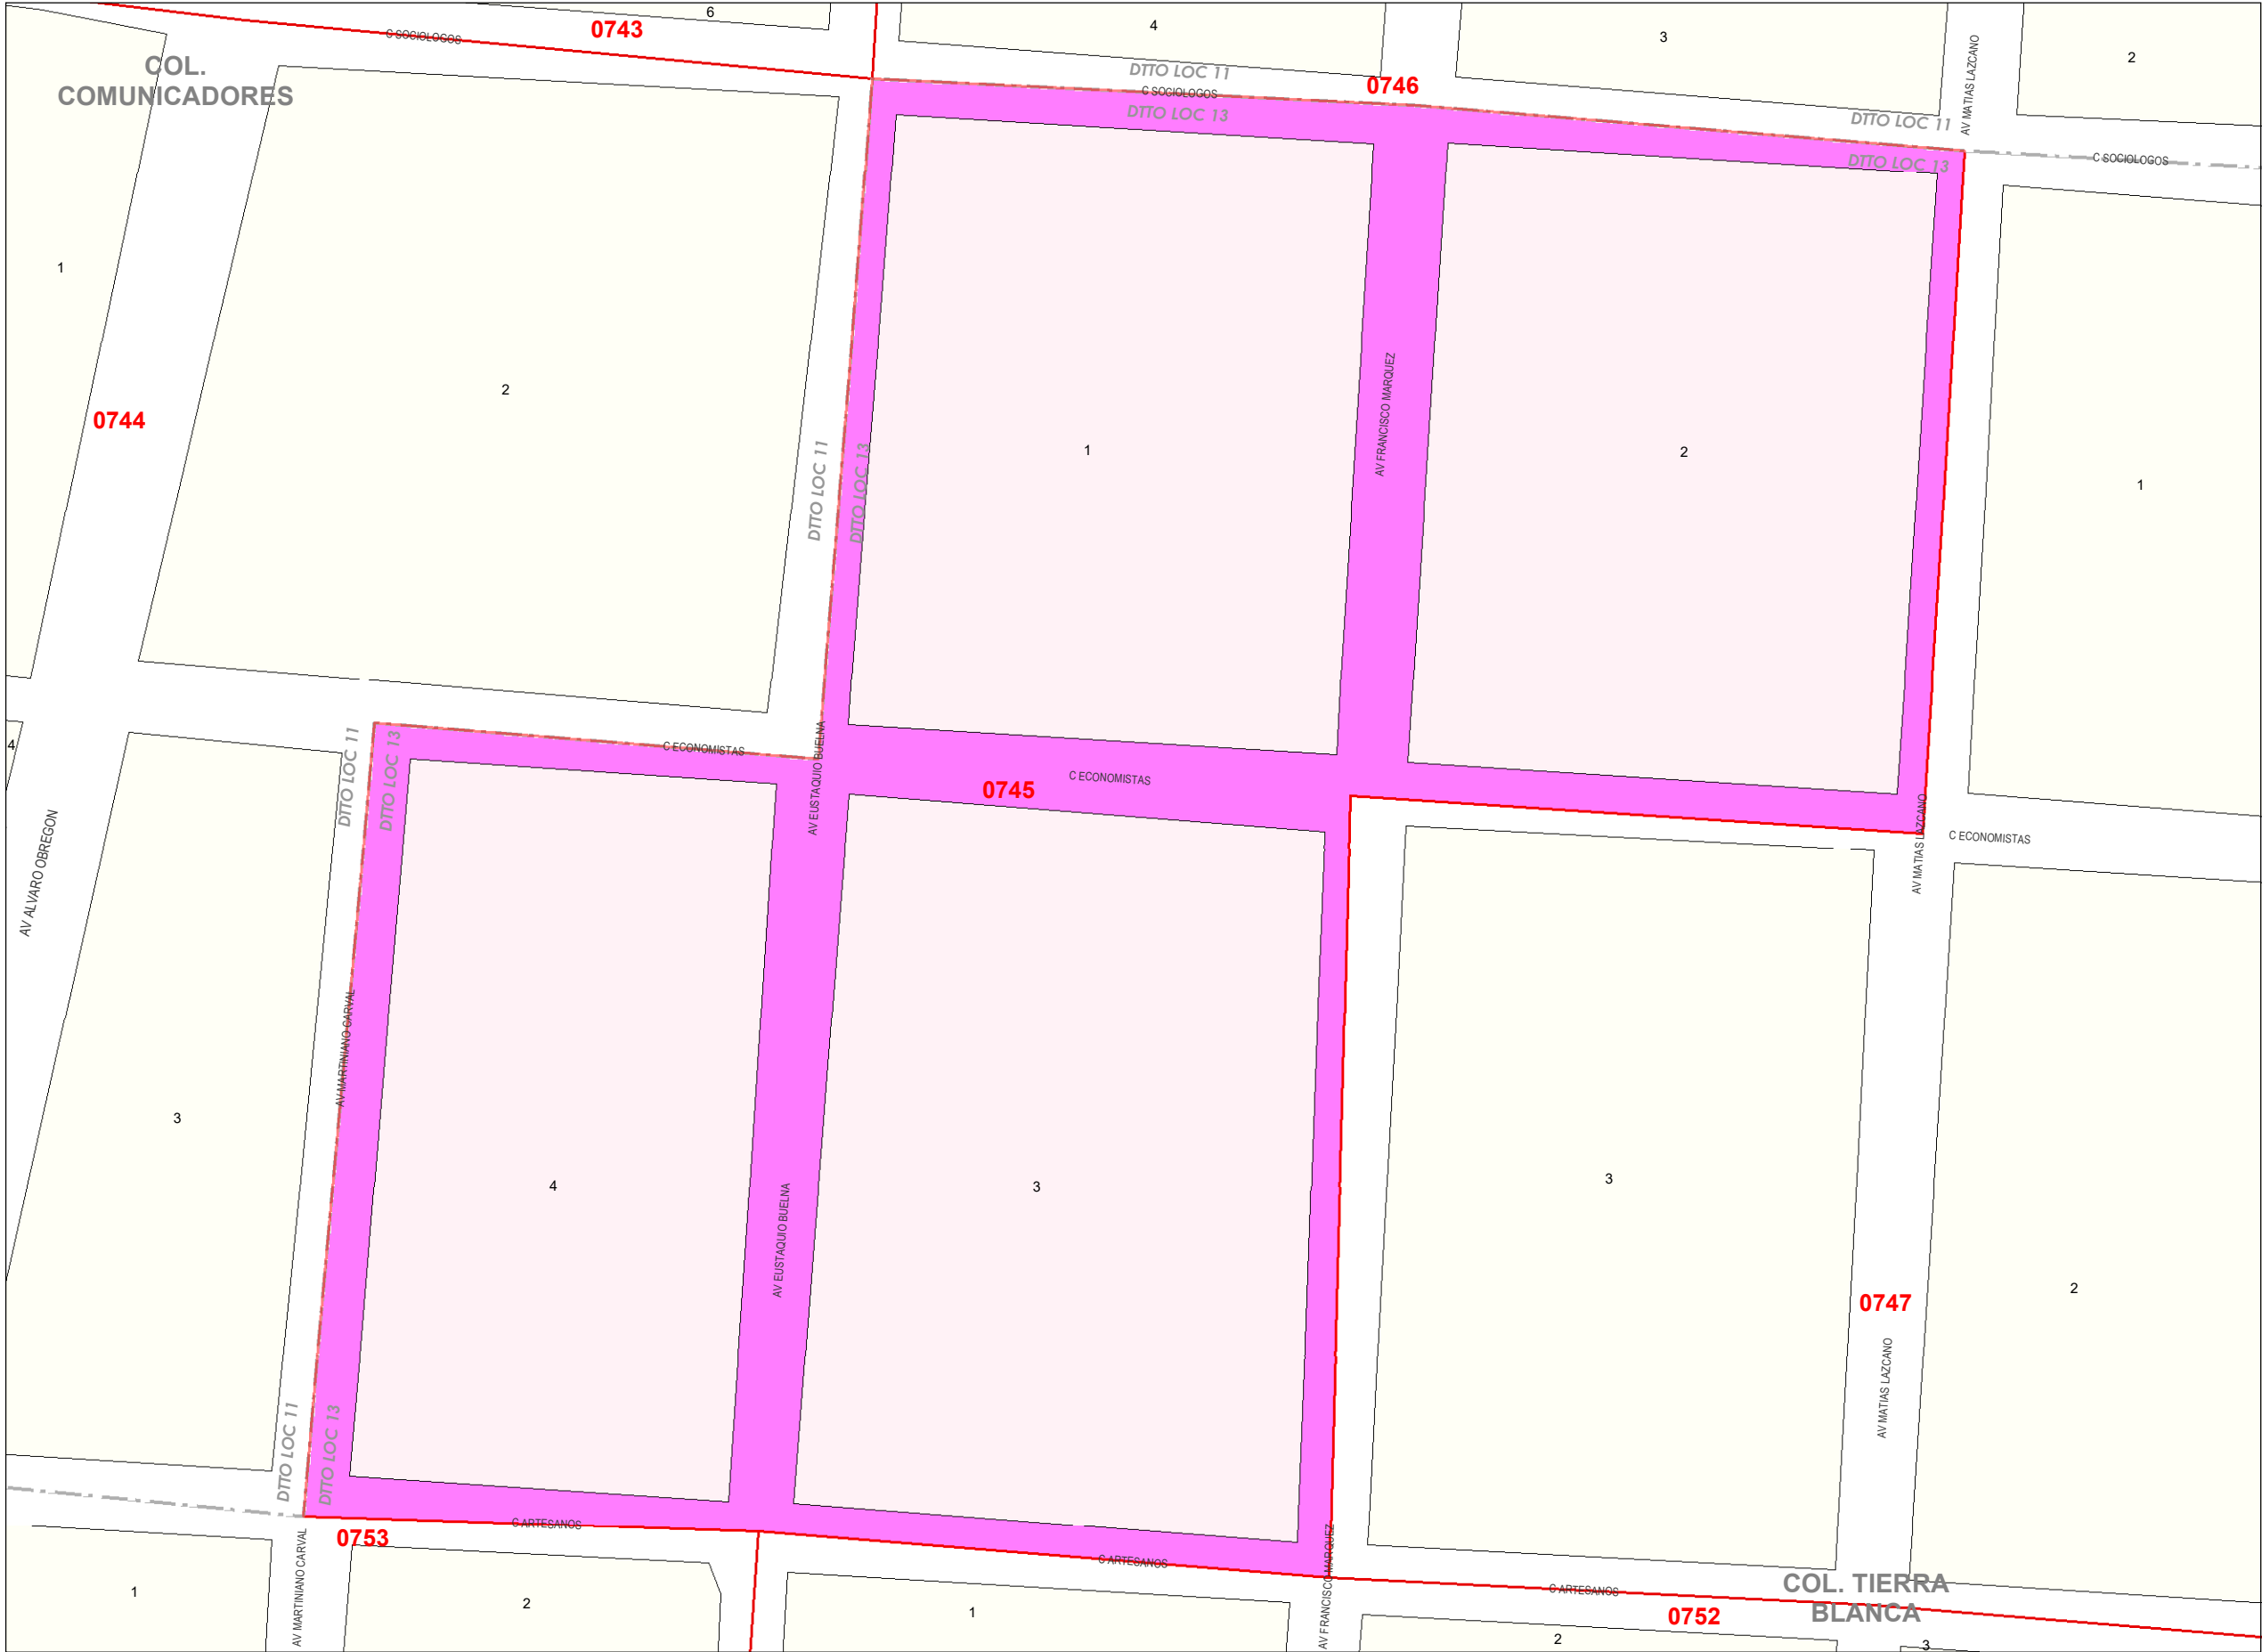 6
0743
4
3
2
C SOCIOLOGOS
AV MATIAS LAZCANO
COL.
COMUNICADORES
DTTO LOC 11
0746
C SOCIOLOGOS
DTTO LOC 13
DTTO LOC 11
DTTO LOC 13
C SOCIOLOGOS
1
2
0744
1
2
1
AV FRANCISCO MARQUEZ
DTTO LOC 11
DTTO LOC 13
4
DTTO LOC 11
DTTO LOC 13
C ECONOMISTAS
AV EUSTAQUIO BUELNA
0745
C ECONOMISTAS
AV MATIAS LAZCANO
C ECONOMISTAS
AV ALVARO OBREGON
AV MARTINIANO CARVAL
3
4
3
3
AV EUSTAQUIO BUELNA
0747
2
AV MATIAS LAZCANO
DTTO LOC 11
DTTO LOC 13
0753
C ARTESANOS
C ARTESANOS
AV FRANCISCO MARQUEZ
C ARTESANOS
COL. TIERRA
BLANCA
0752
AV MARTINIANO CARVAL
1
2
1
2
3